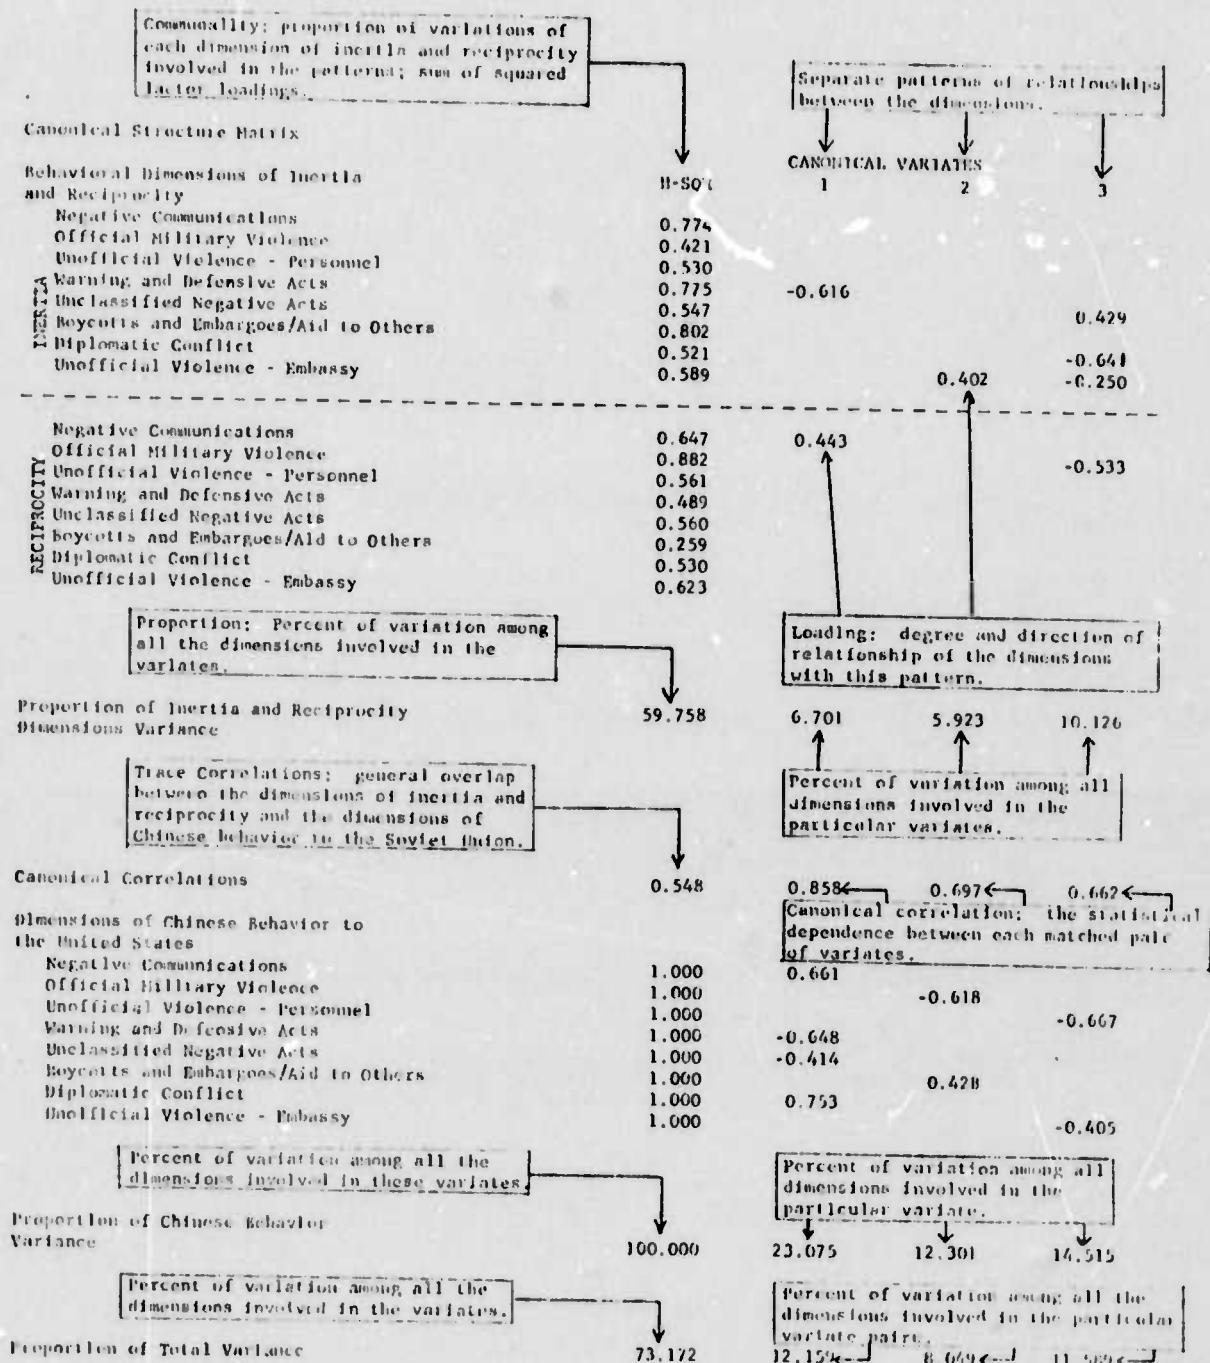 Communality: proportion of variations of
each dimension of inertia and reciprocity
involved in the patterns; sum of squared
factor loadings.
Separate patterns of relationships
between the dimensions.
Canonical Structure Matrix
CANONICAL VARIATES
Behavioral Dimensions of Inertia
and Reciprocity
H-SQR 1 2 3
INERTIA
Negative Communications 0.774
Official Military Violence 0.421
Unofficial Violence - Personnel 0.530
Warning and Defensive Acts 0.775 -0.616
Unclassified Negative Acts 0.547 0.429
Boycotts and Embargoes/Aid to Others 0.802
Diplomatic Conflict 0.521 -0.641
Unofficial Violence - Embassy 0.589 0.402 -0.250
RECIPROCITY
Negative Communications 0.647 0.443
Official Military Violence 0.882 -0.533
Unofficial Violence - Personnel 0.561
Warning and Defensive Acts 0.489
Unclassified Negative Acts 0.560
Boycotts and Embargoes/Aid to Others 0.259
Diplomatic Conflict 0.530
Unofficial Violence - Embassy 0.623
Proportion: Percent of variation among
all the dimensions involved in the
variates.
Loading: degree and direction of
relationship of the dimensions
with this pattern.
Proportion of Inertia and Reciprocity
Dimensions Variance 59.758 6.701 5.923 10.126
Trace Correlations: general overlap
between the dimensions of inertia and
reciprocity and the dimensions of
Chinese behavior to the Soviet Union.
Percent of variation among all
dimensions involved in the
particular variates.
Canonical Correlations 0.548 0.858 0.697 0.662
Canonical correlation: the statistical
dependence between each matched pair
of variates.
Dimensions of Chinese Behavior to
the United States
Negative Communications 1.000 0.661
Official Military Violence 1.000 -0.618
Unofficial Violence - Personnel 1.000 -0.667
Warning and Defensive Acts 1.000 -0.648
Unclassified Negative Acts 1.000 -0.414
Boycotts and Embargoes/Aid to Others 1.000 0.428
Diplomatic Conflict 1.000 0.753
Unofficial Violence - Embassy 1.000 -0.405
Percent of variation among all the
dimensions involved in these variates.
Percent of variation among all
dimensions involved in the
particular variate.
Proportion of Chinese Behavior
Variance 100.000 23.075 12.301 14.515
Percent of variation among all the
dimensions involved in the variates.
Percent of variation among all the
dimensions involved in the particular
variate pairs.
Proportion of Total Variance 73.172 12.159 8.049 11.589